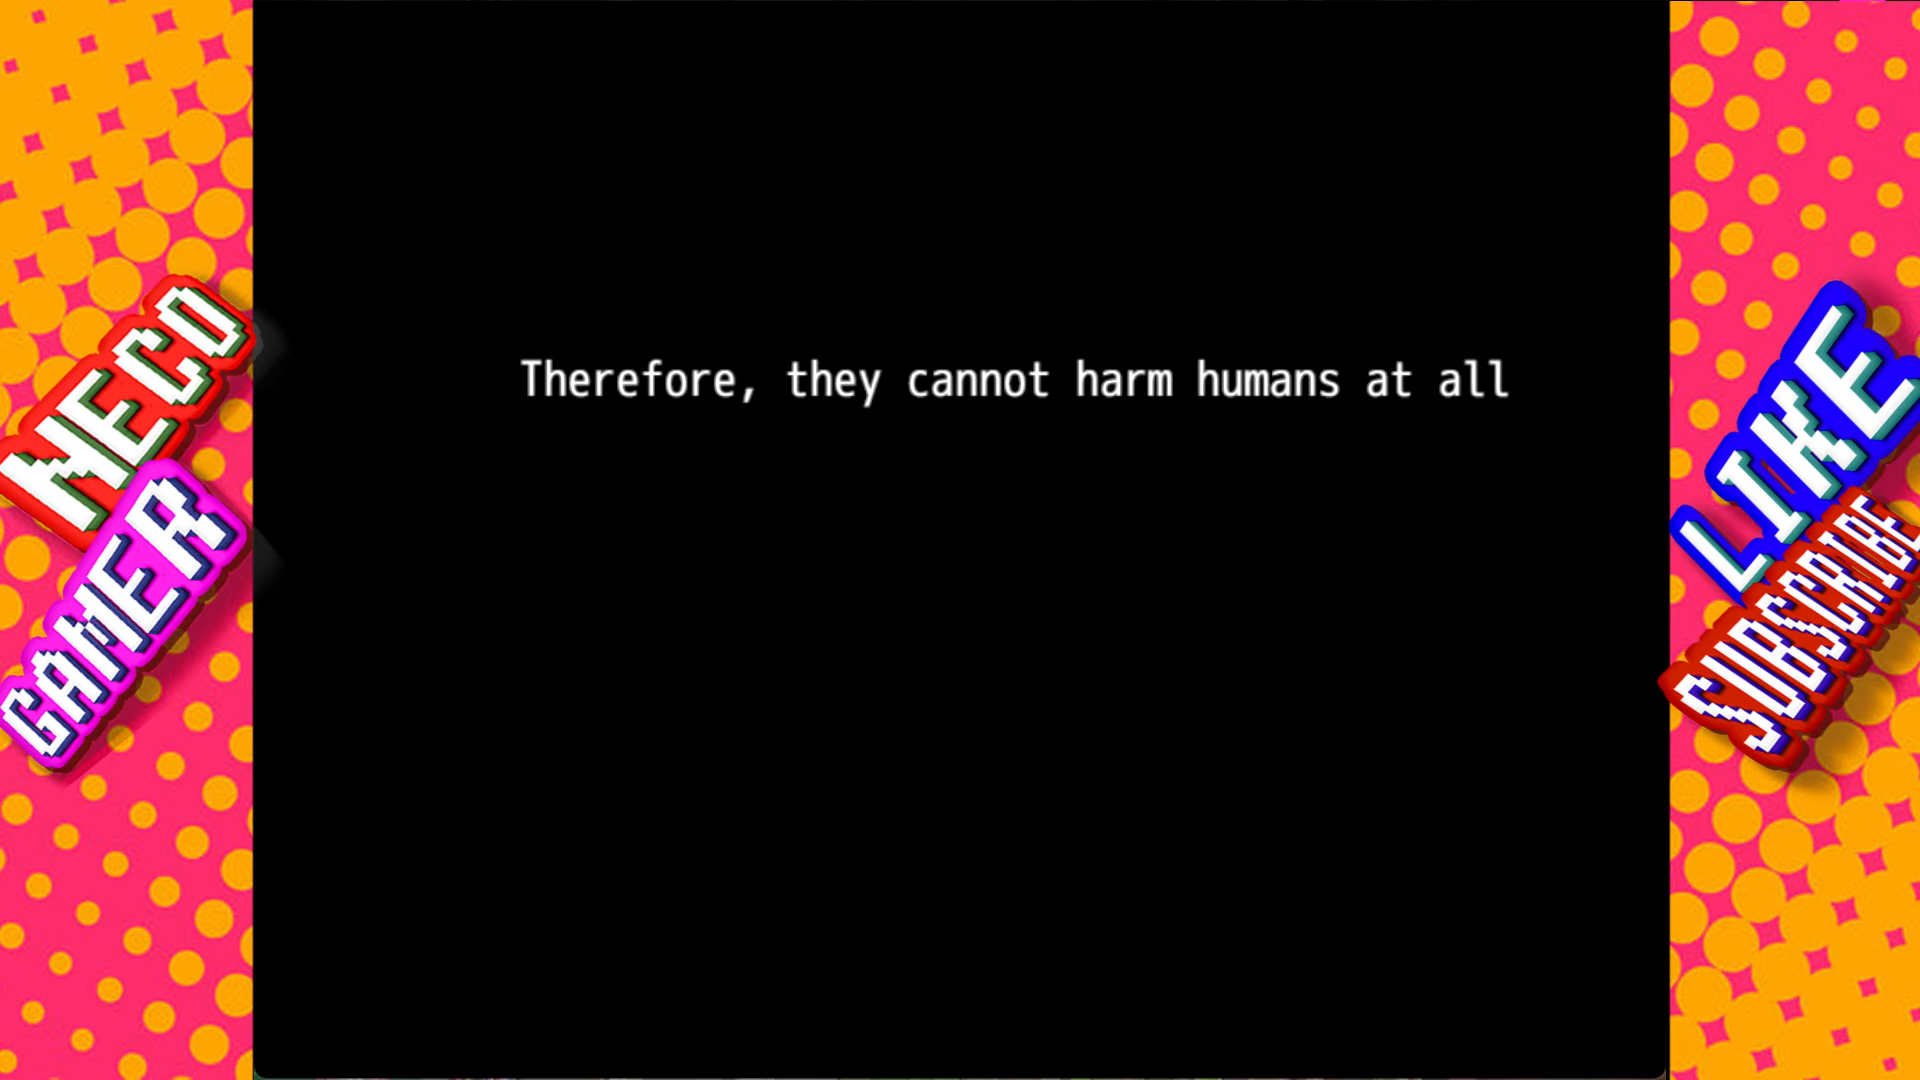 NECO
GAMER
Therefore, they cannot harm humans at all
LIKE
SUBSCRIBE